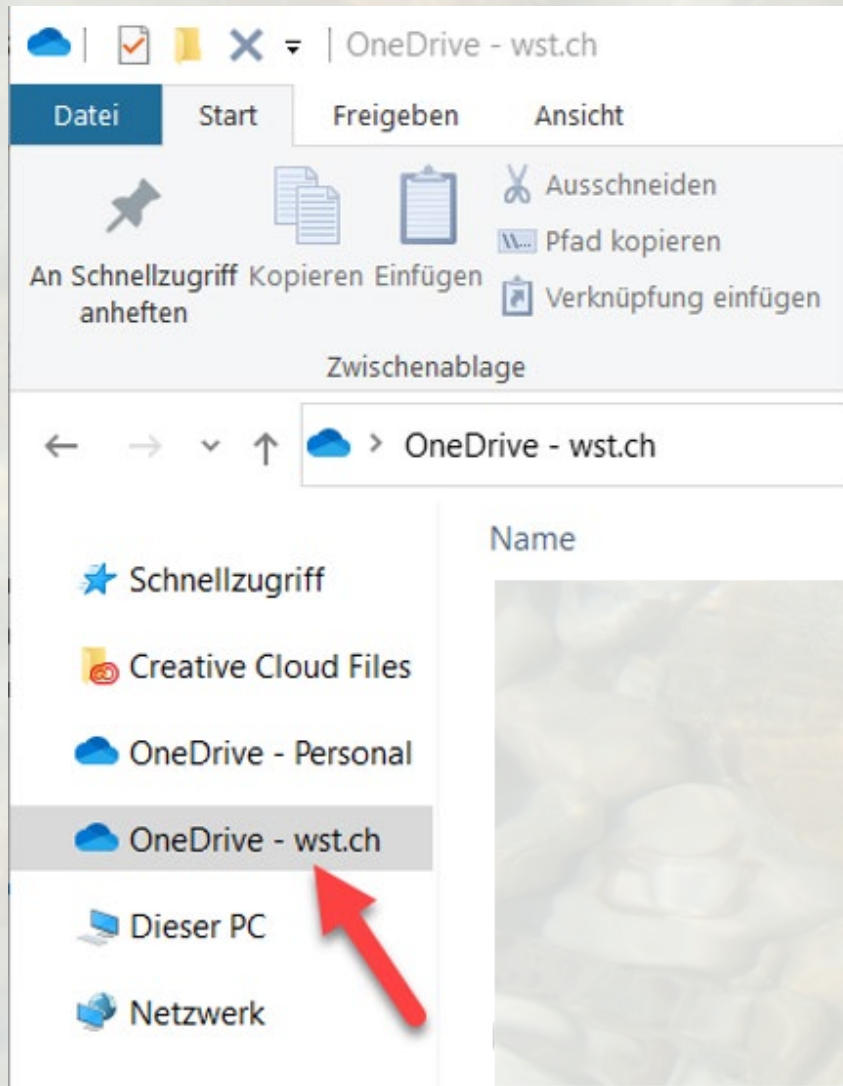 OneDrive - wst.ch
Datei Start Freigeben Ansicht
An Schnellzugriff anheften
Kopieren
Einfügen
Ausschneiden
Pfad kopieren
Verknüpfung einfügen
Zwischenablage
OneDrive - wst.ch
Name
Schnellzugriff
Creative Cloud Files
OneDrive - Personal
OneDrive - wst.ch
Dieser PC
Netzwerk